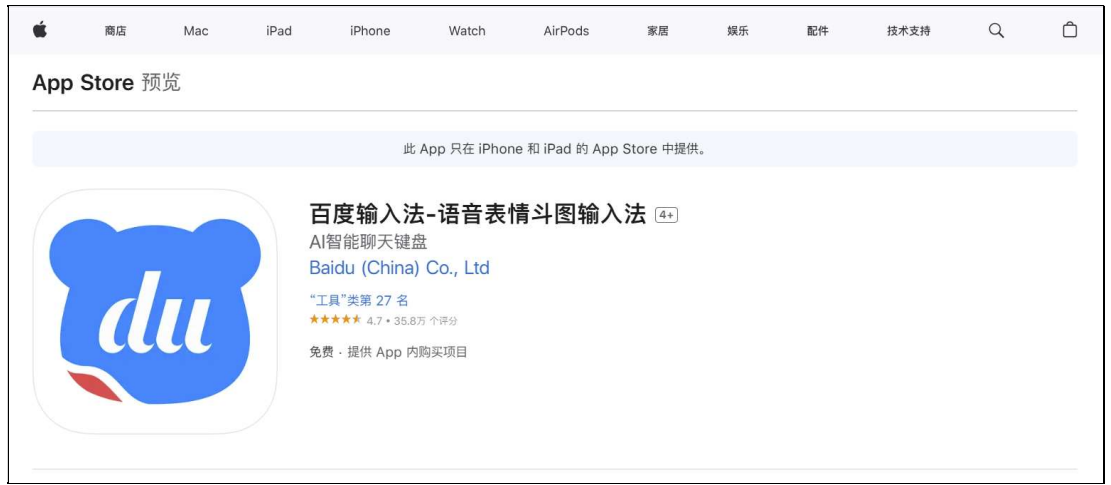 商店 Mac iPad iPhone Watch AirPods 家居 娱乐 配件 技术支持
App Store 预览
此 App 只在 iPhone 和 iPad 的 App Store 中提供。
du
百度输入法-语音表情斗图输入法 4+
AI智能聊天键盘
Baidu (China) Co., Ltd
“工具”类第 27 名
★★★★★ 4.7 • 35.8万 个评分
免费 · 提供 App 内购买项目